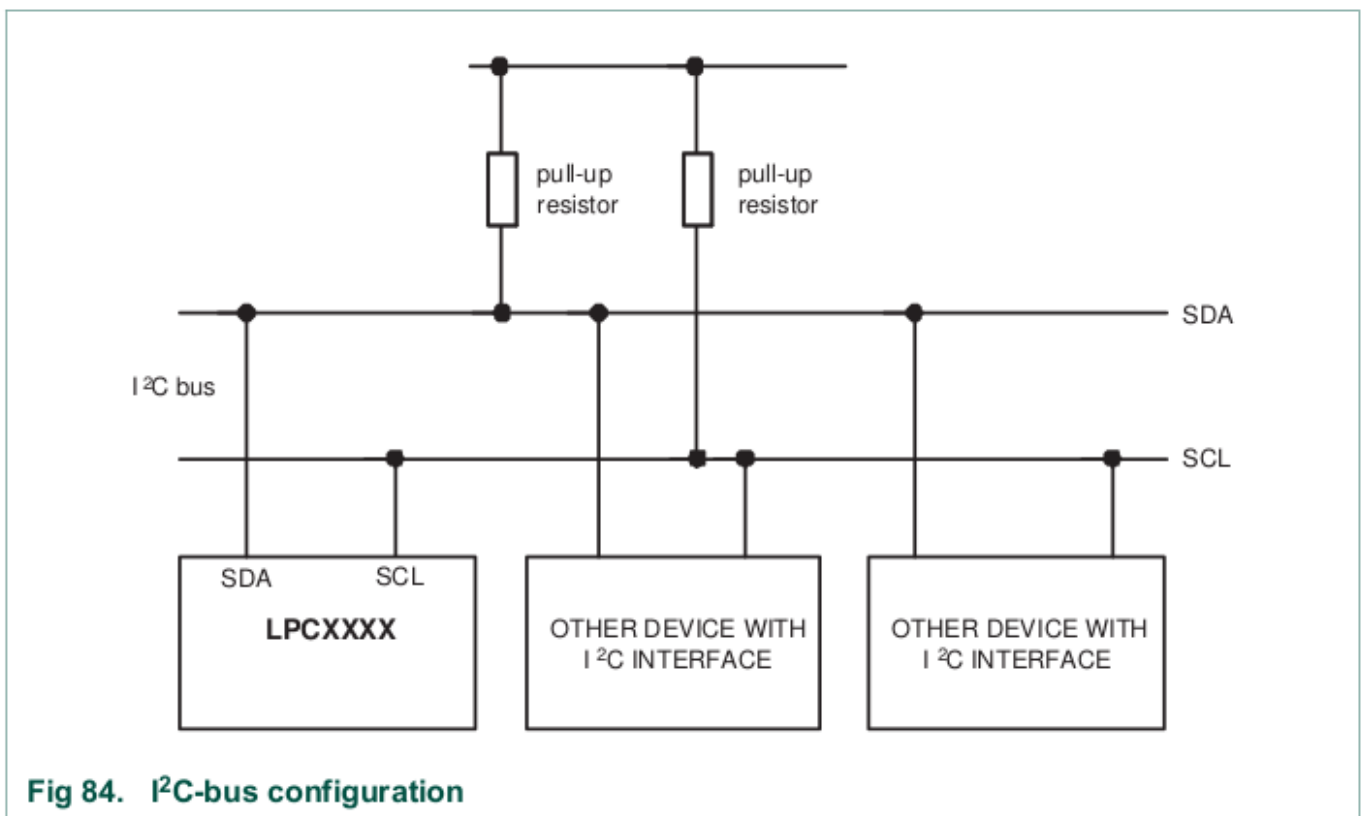 pull-up
resistor
pull-up
resistor
SDA
I²C bus
SCL
SDA
SCL
LPCXXXX
OTHER DEVICE WITH
I²C INTERFACE
OTHER DEVICE WITH
I²C INTERFACE
Fig 84. I²C-bus configuration